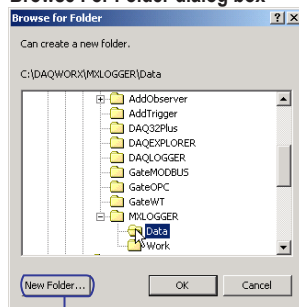 Browse For Folder dialog box
Browse for Folder
Can create a new folder.
C:\DAQWORX\MXLOGGER\Data
AddObserver
AddTrigger
DAQ32Plus
DAQEXPLORER
DAQLOGGER
GateMODBUS
GateOPC
GateWT
MXLOGGER
Data
Work
New Folder...
OK
Cancel